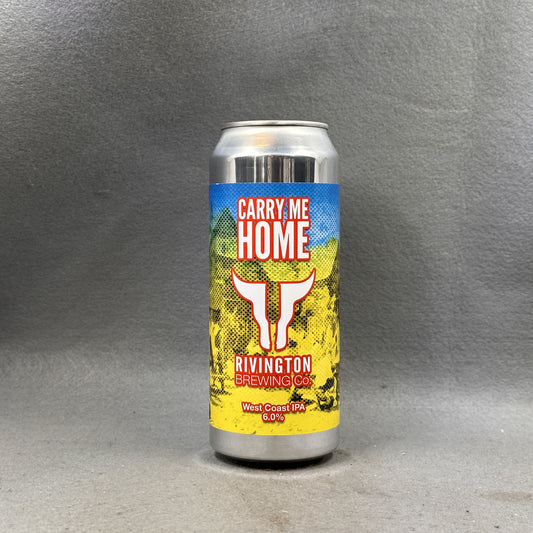 CARRY ME
HOME
RIVINGTON
BREWING Co.
West Coast IPA
6.0%